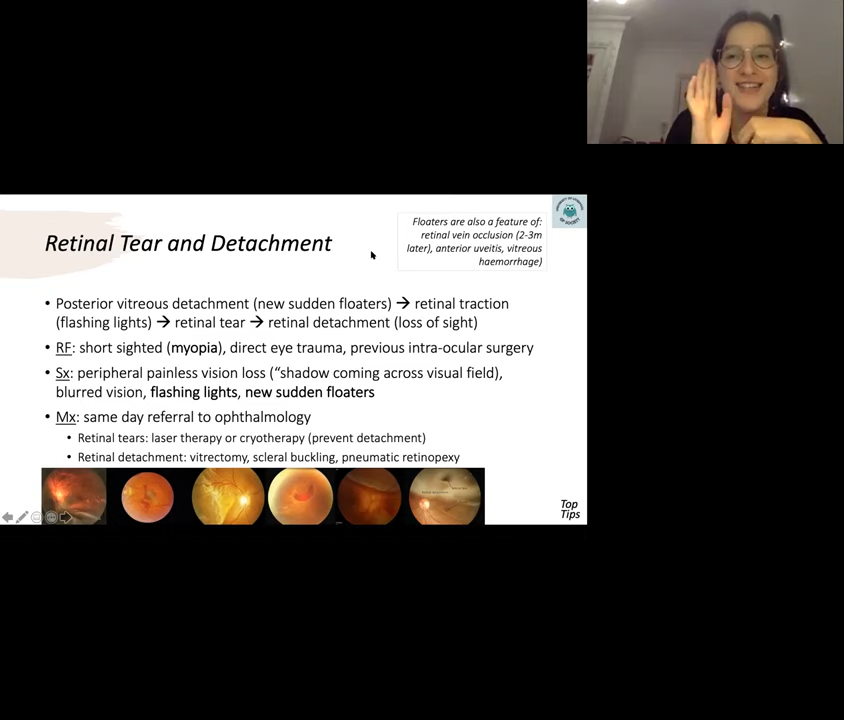 Retinal Tear and Detachment
Floaters are also a feature of:
retinal vein occlusion (2-3m
later), anterior uveitis, vitreous
haemorrhage)
• Posterior vitreous detachment (new sudden floaters) → retinal traction
(flashing lights) → retinal tear → retinal detachment (loss of sight)
• RF: short sighted (myopia), direct eye trauma, previous intra-ocular surgery
• Sx: peripheral painless vision loss (“shadow coming across visual field),
blurred vision, flashing lights, new sudden floaters
• Mx: same day referral to ophthalmology
• Retinal tears: laser therapy or cryotherapy (prevent detachment)
• Retinal detachment: vitrectomy, scleral buckling, pneumatic retinopexy
Top
Tips